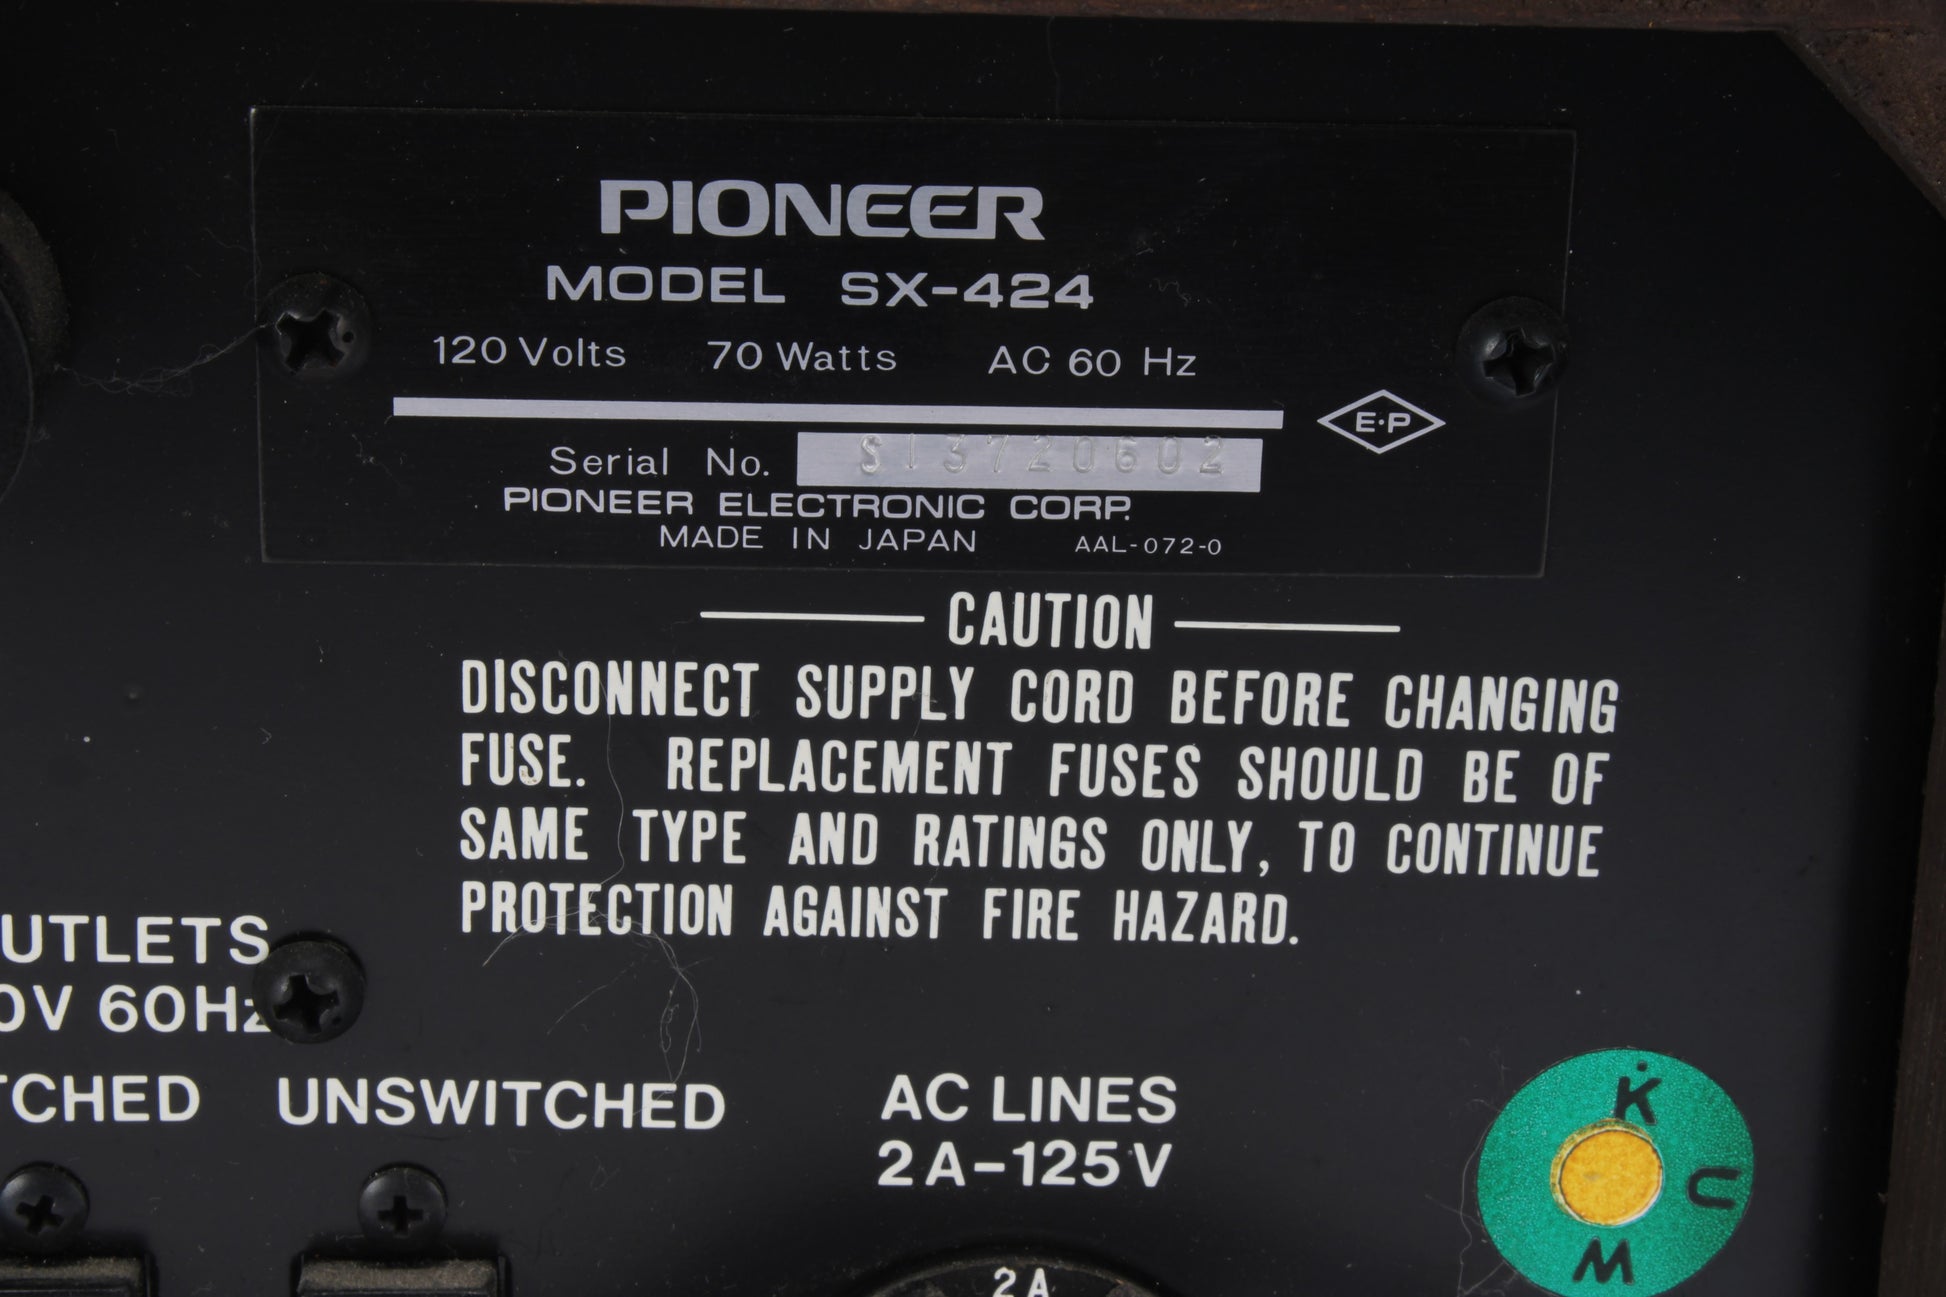 PIONEER
MODEL SX-424
120 Volts 70 Watts AC 60 Hz
E·P
Serial No. S13720602
PIONEER ELECTRONIC CORP.
MADE IN JAPAN AAL-072-0
CAUTION
DISCONNECT SUPPLY CORD BEFORE CHANGING
FUSE. REPLACEMENT FUSES SHOULD BE OF
SAME TYPE AND RATINGS ONLY, TO CONTINUE
PROTECTION AGAINST FIRE HAZARD.
UTLETS
0V 60Hz
TCHED UNSWITCHED
AC LINES
2A-125V
2A
K
U
M